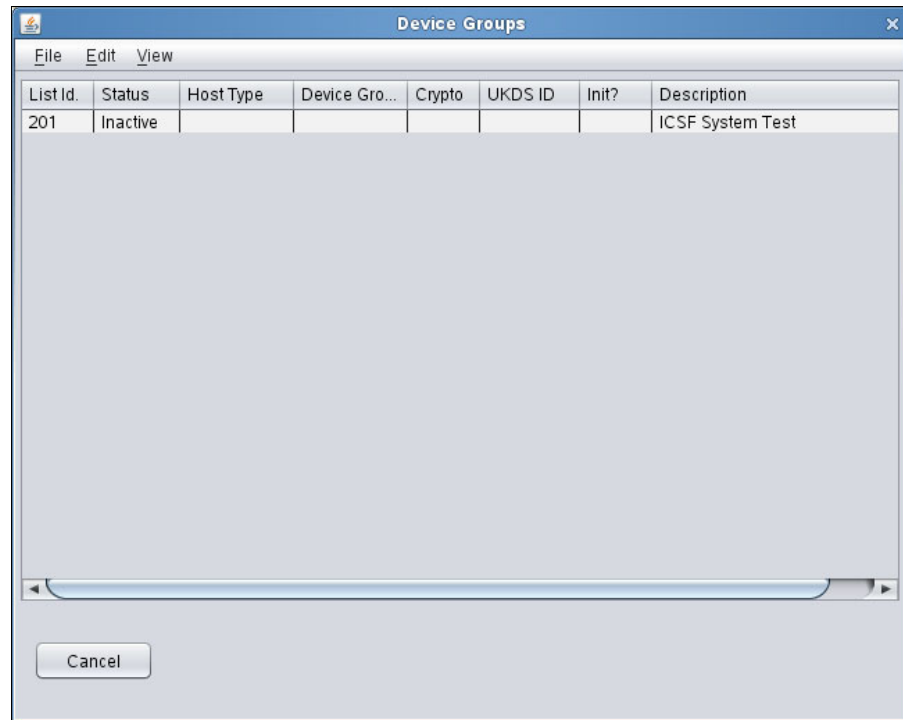 Device Groups
File Edit View
List Id. Status Host Type Device Gro... Crypto UKDS ID Init? Description
201 Inactive ICSF System Test
Cancel